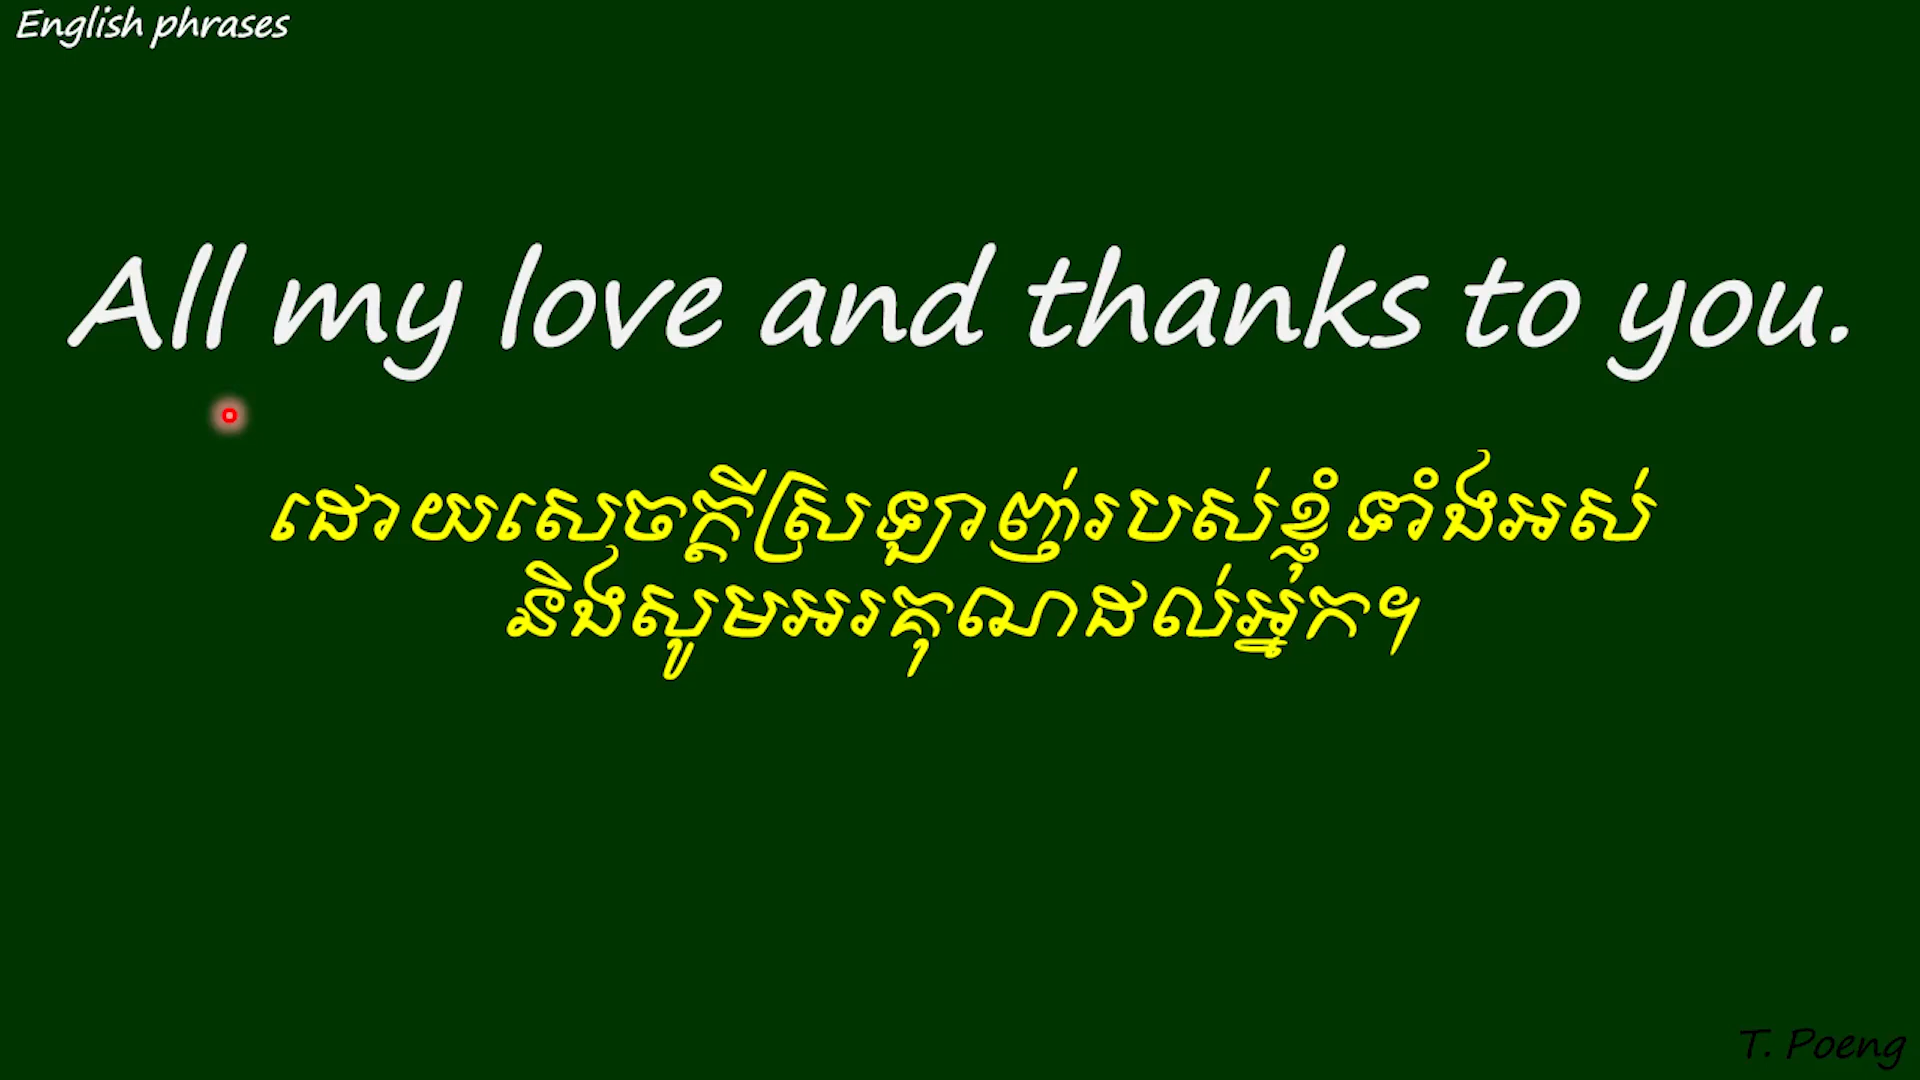 English phrases
All my love and thanks to you.
ដោយសេចក្ដីស្រឡាញ់របស់ខ្ញុំទាំងអស់
និងសូមអរគុណដល់អ្នក។
T. Poeng